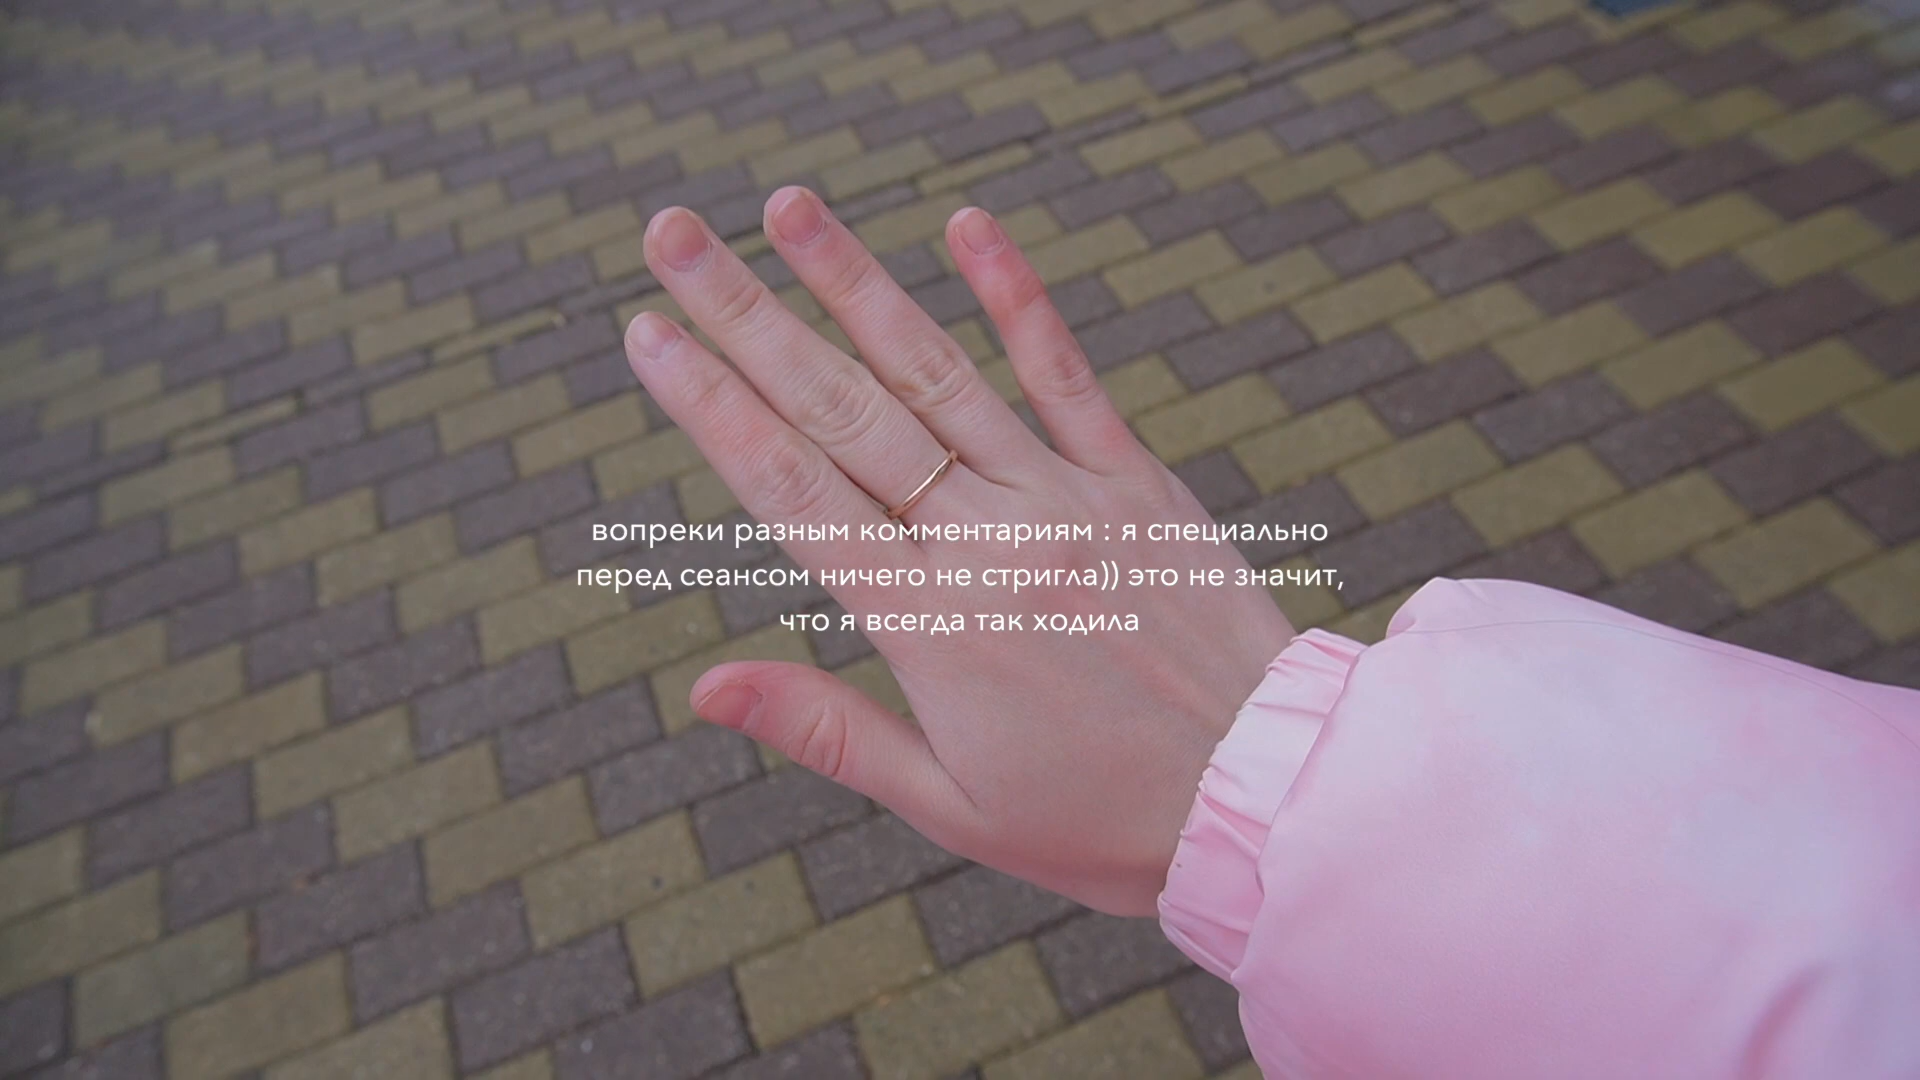 вопреки разным комментариям : я специально
перед сеансом ничего не стригла)) это не значит,
что я всегда так ходила